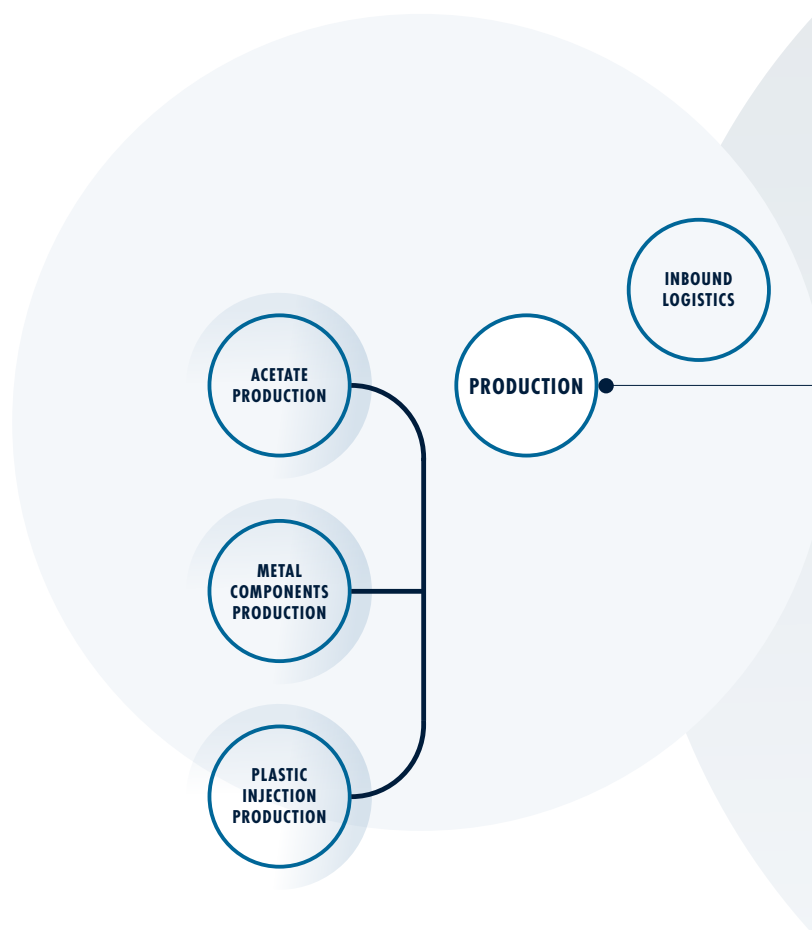 INBOUND
LOGISTICS
ACETATE
PRODUCTION
PRODUCTION
METAL
COMPONENTS
PRODUCTION
PLASTIC
INJECTION
PRODUCTION